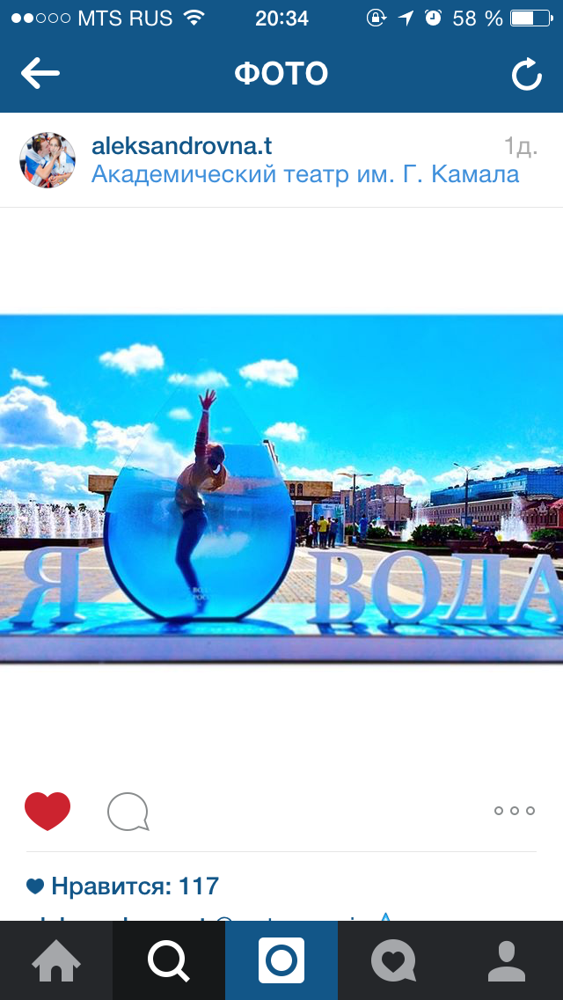 MTS RUS 20:34 58 %
ФОТО
aleksandrovna.t 1д.
Академический театр им. Г. Камала
Я ВОДА
Нравится: 117